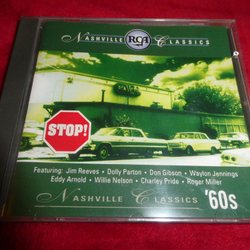 Nashville RCA Classics
STOP!
Featuring: Jim Reeves • Dolly Parton • Don Gibson • Waylon Jennings
Eddy Arnold • Willie Nelson • Charley Pride • Roger Miller
Nashville Classics '60s